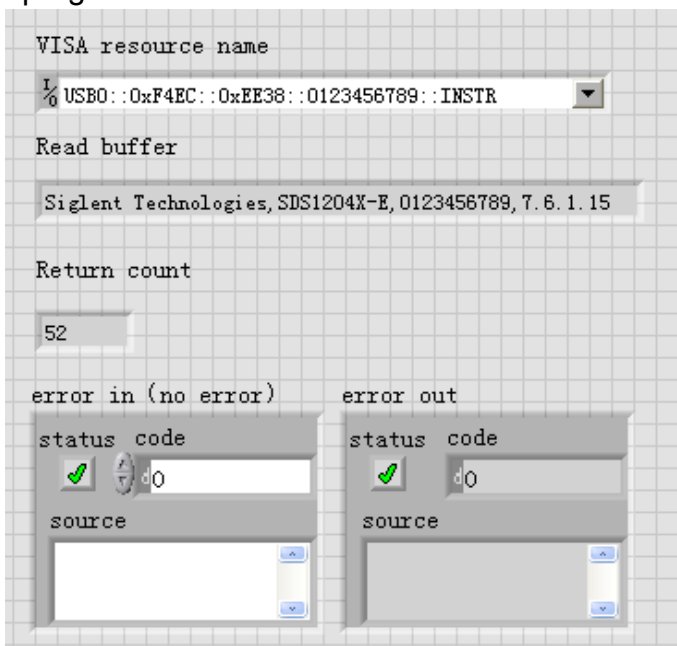 VISA resource name
I/O USB0::0xF4EC::0xEE38::0123456789::INSTR
Read buffer
Siglent Technologies,SDS1204X-E,0123456789,7.6.1.15
Return count
52
error in (no error) error out
status code status code
d 0 d 0
source source